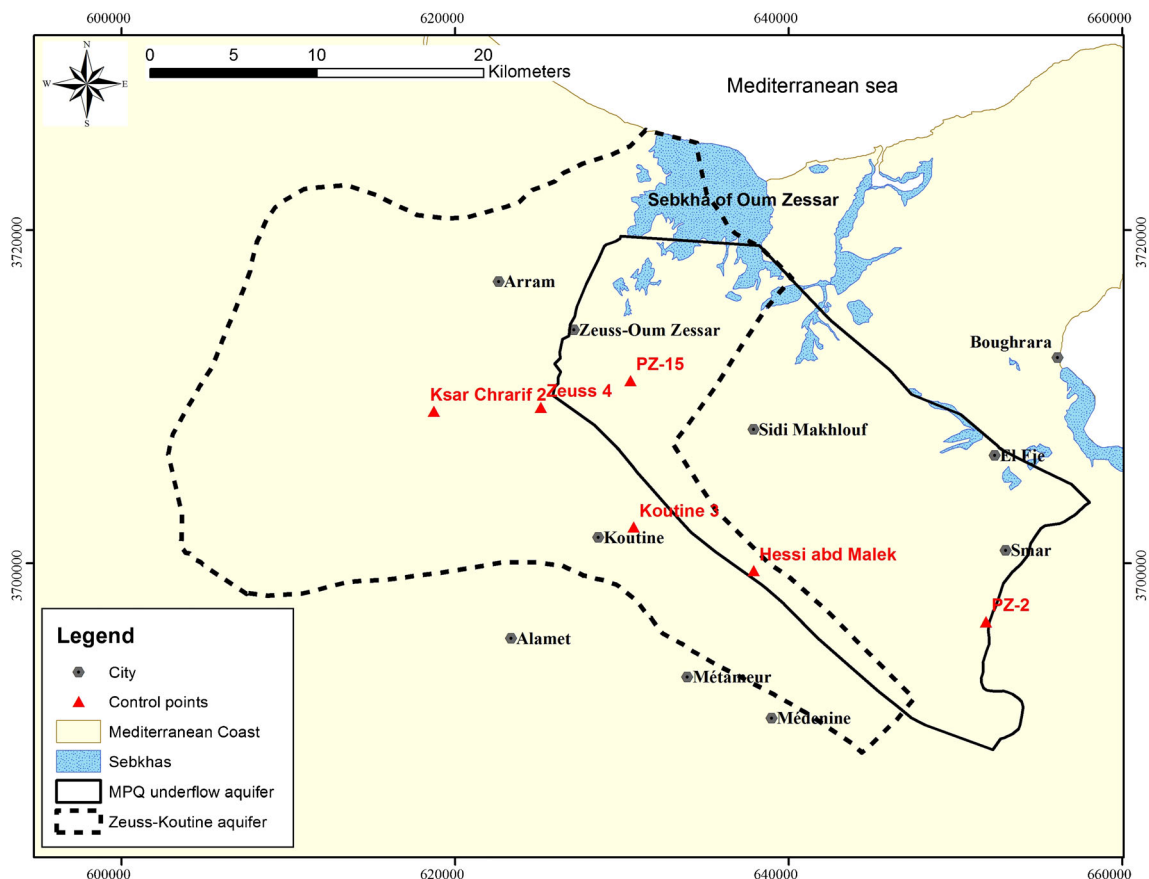 600000 620000 640000 660000
N
W E
S
0 5 10 20
Kilometers
Mediterranean sea
3720000 3720000
Sebkha of Oum Zessar
Arram
Zeuss-Oum Zessar
Boughrara
PZ-15
Ksar Chrarif 2
Zeuss 4
Sidi Makhlouf
El Fje
Koutine 3
Koutine
Hessi abd Malek
Smar
3700000 3700000
PZ-2
Alamet
Métameur
Médenine
Legend
City
Control points
Mediterranean Coast
Sebkhas
MPQ underflow aquifer
Zeuss-Koutine aquifer
600000 620000 640000 660000